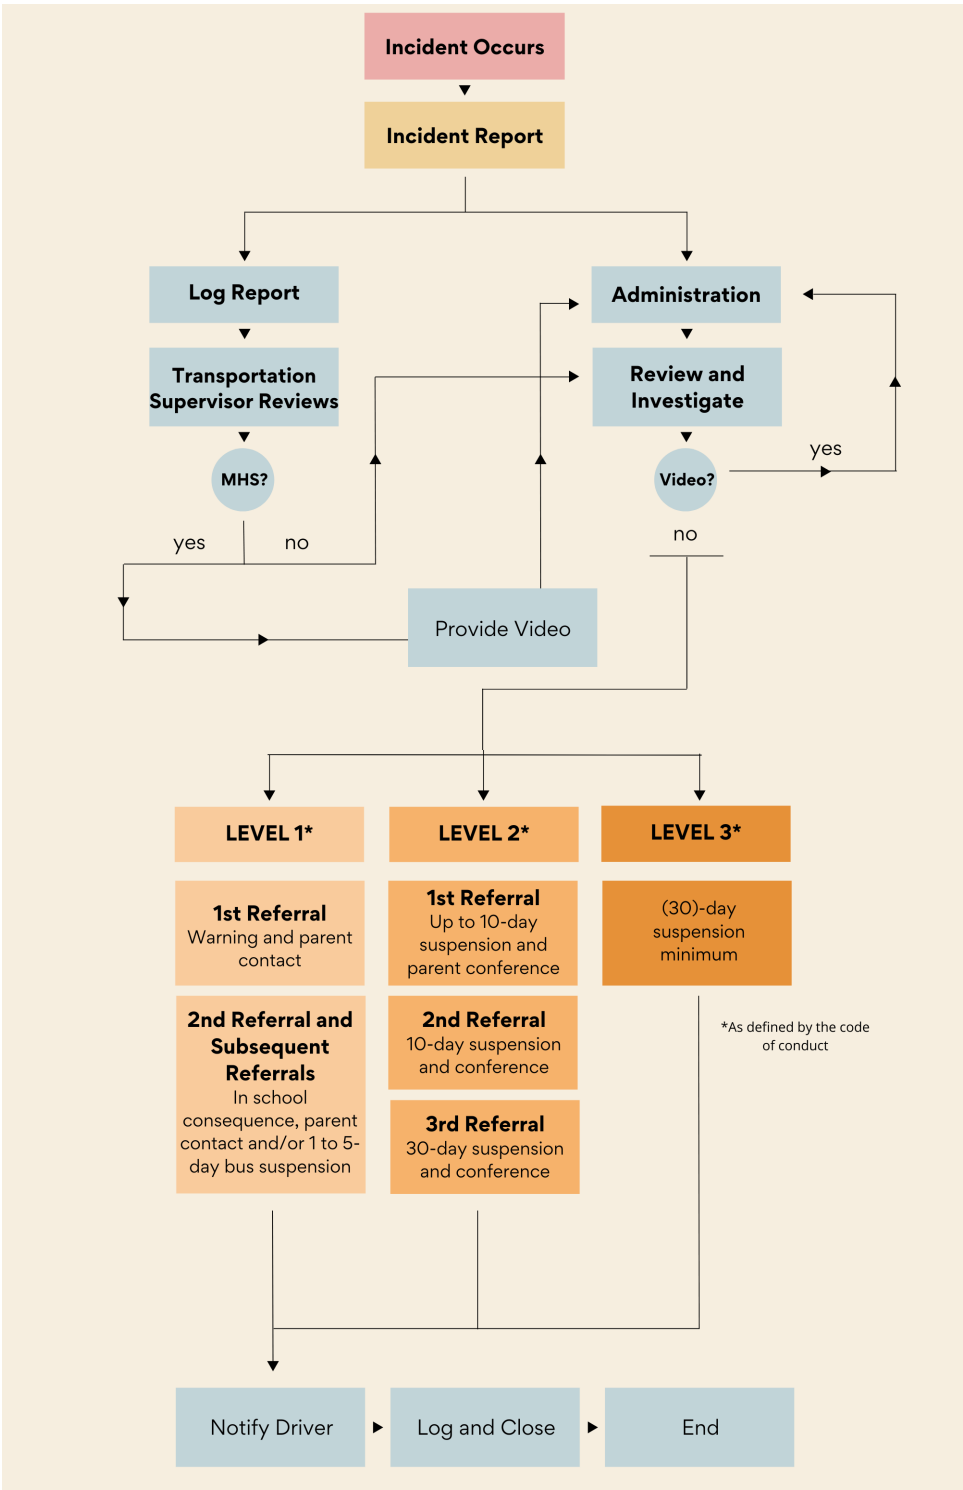 Incident Occurs
Incident Report
Log Report
Administration
Transportation
Supervisor Reviews
Review and
Investigate
MHS?
Video?
yes
yes
no
no
Provide Video
LEVEL 1*
LEVEL 2*
LEVEL 3*
1st Referral
Warning and parent
contact
2nd Referral and
Subsequent
Referrals
In school
consequence, parent
contact and/or 1 to 5-
day bus suspension
1st Referral
Up to 10-day
suspension and
parent conference
2nd Referral
10-day suspension
and conference
3rd Referral
30-day suspension
and conference
(30)-day
suspension
minimum
*As defined by the code
of conduct
Notify Driver
Log and Close
End